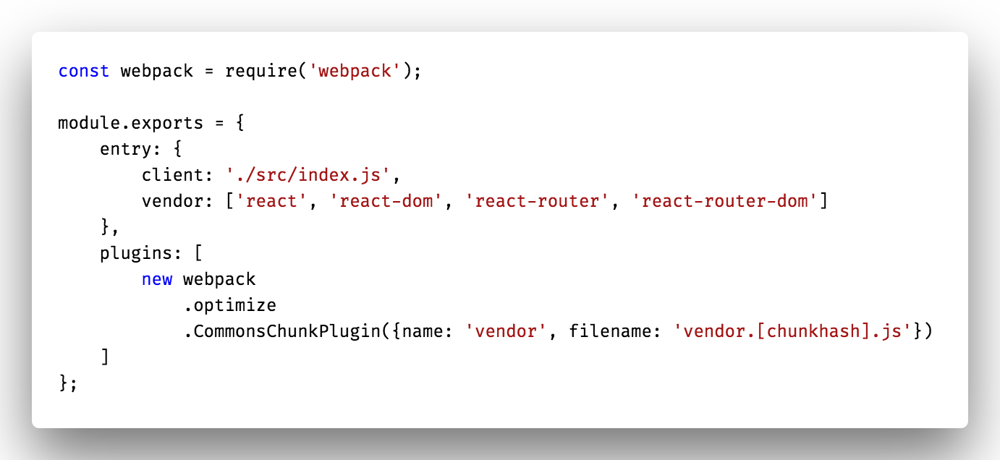 const webpack = require('webpack');

module.exports = {
    entry: {
        client: './src/index.js',
        vendor: ['react', 'react-dom', 'react-router', 'react-router-dom']
    },
    plugins: [
        new webpack
            .optimize
            .CommonsChunkPlugin({name: 'vendor', filename: 'vendor.[chunkhash].js'})
    ]
};